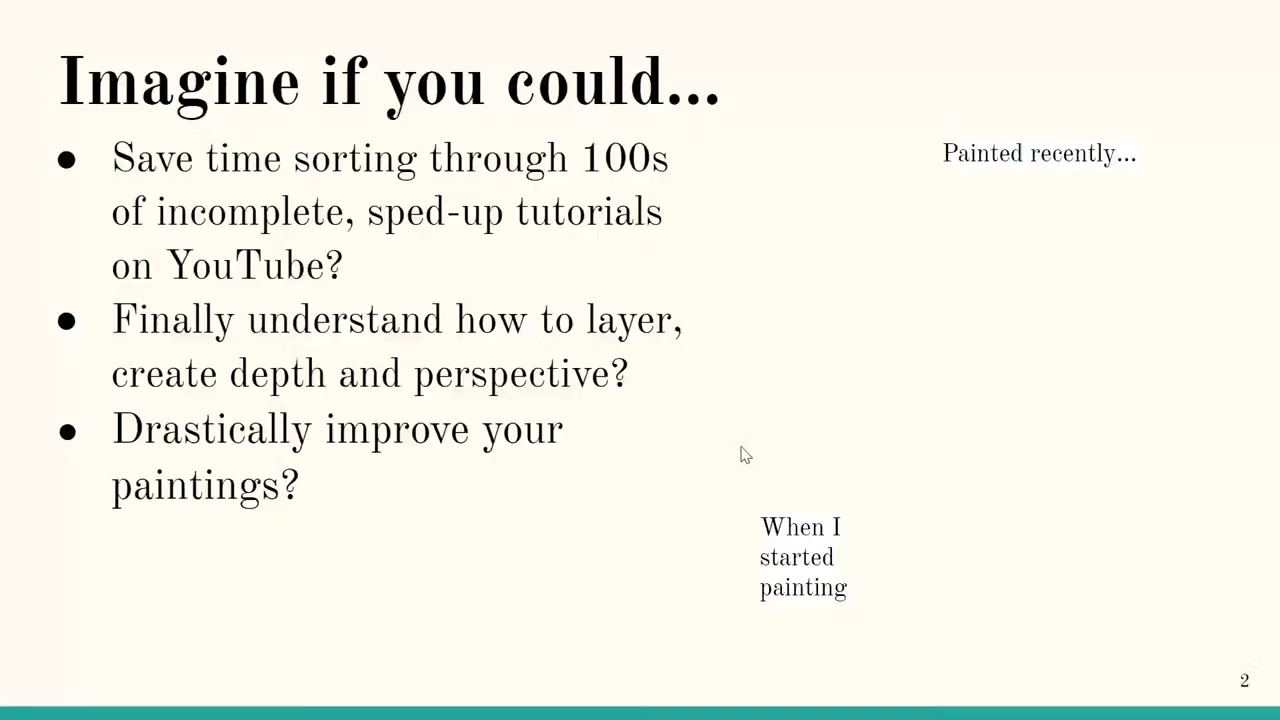 Imagine if you could...
● Save time sorting through 100s
of incomplete, sped-up tutorials
on YouTube?
● Finally understand how to layer,
create depth and perspective?
● Drastically improve your
paintings?
Painted recently...
When I
started
painting
2